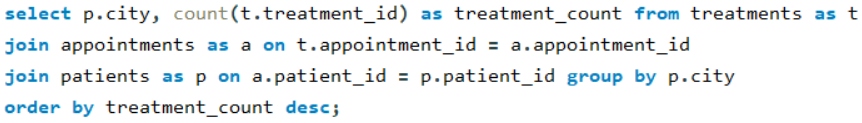 select p.city, count(t.treatment_id) as treatment_count from treatments as t
join appointments as a on t.appointment_id = a.appointment_id
join patients as p on a.patient_id = p.patient_id group by p.city
order by treatment_count desc;